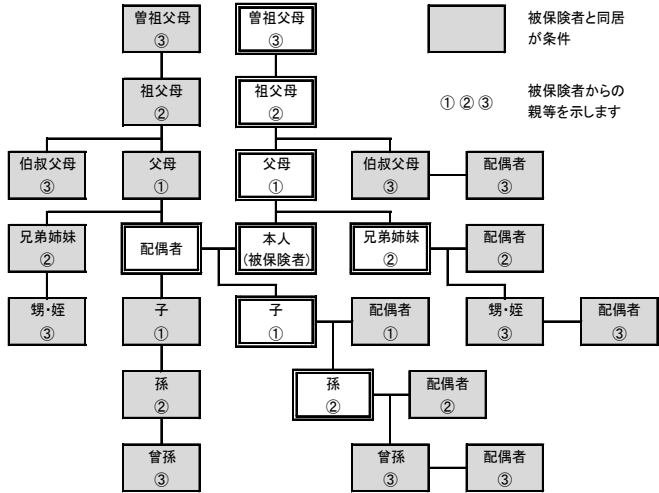 曽祖父母
③
曽祖父母
③
被保険者と同居
が条件
祖父母
②
祖父母
②
①②③
被保険者からの
親等を示します
伯叔父母
③
父母
①
父母
①
伯叔父母
③
配偶者
③
兄弟姉妹
②
配偶者
本人
(被保険者)
兄弟姉妹
②
配偶者
②
甥・姪
③
子
①
子
①
配偶者
①
甥・姪
③
配偶者
③
孫
②
孫
②
配偶者
②
曾孫
③
曾孫
③
配偶者
③